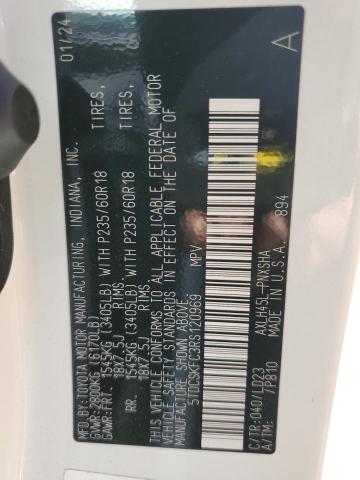 TOYOTA MOTOR MANUFACTURING, INDIANA, INC. 01/24
GVWR:2800KG (6170LB)
GAWR:FRT. 1545KG (3405LB) WITH P235/60R18 TIRES,
18X7.5J RIMS,
RR. 1545KG (3405LB) WITH P235/60R18 TIRES,
18X7.5J RIMS.
THIS VEHICLE CONFORMS TO ALL APPLICABLE FEDERAL MOTOR
VEHICLE SAFETY STANDARDS IN EFFECT ON THE DATE OF
MANUFACTURE SHOWN ABOVE.
5TDCSKFC3RS120969 MPV
C/TR:040/LD23 AXLH45L-PNXSHA A
A/TM: /P810 MADE IN U.S.A. 894